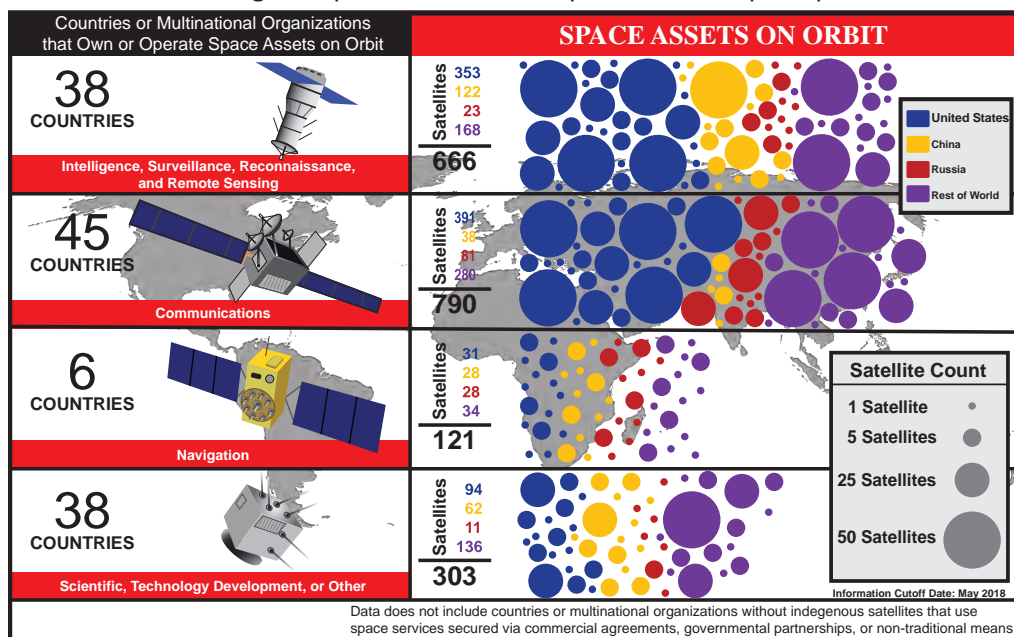 Countries or Multinational Organizations
that Own or Operate Space Assets on Orbit
SPACE ASSETS ON ORBIT
38
COUNTRIES
Intelligence, Surveillance, Reconnaissance,
and Remote Sensing
Satellites
353
122
23
168
666
United States
China
Russia
Rest of World
45
COUNTRIES
Communications
Satellites
391
38
81
280
790
6
COUNTRIES
Navigation
Satellites
31
28
28
34
121
Satellite Count
1 Satellite
5 Satellites
25 Satellites
50 Satellites
38
COUNTRIES
Scientific, Technology Development, or Other
Satellites
94
62
11
136
303
Information Cutoff Date: May 2018
Data does not include countries or multinational organizations without indegenous satellites that use
space services secured via commercial agreements, governmental partnerships, or non-traditional means